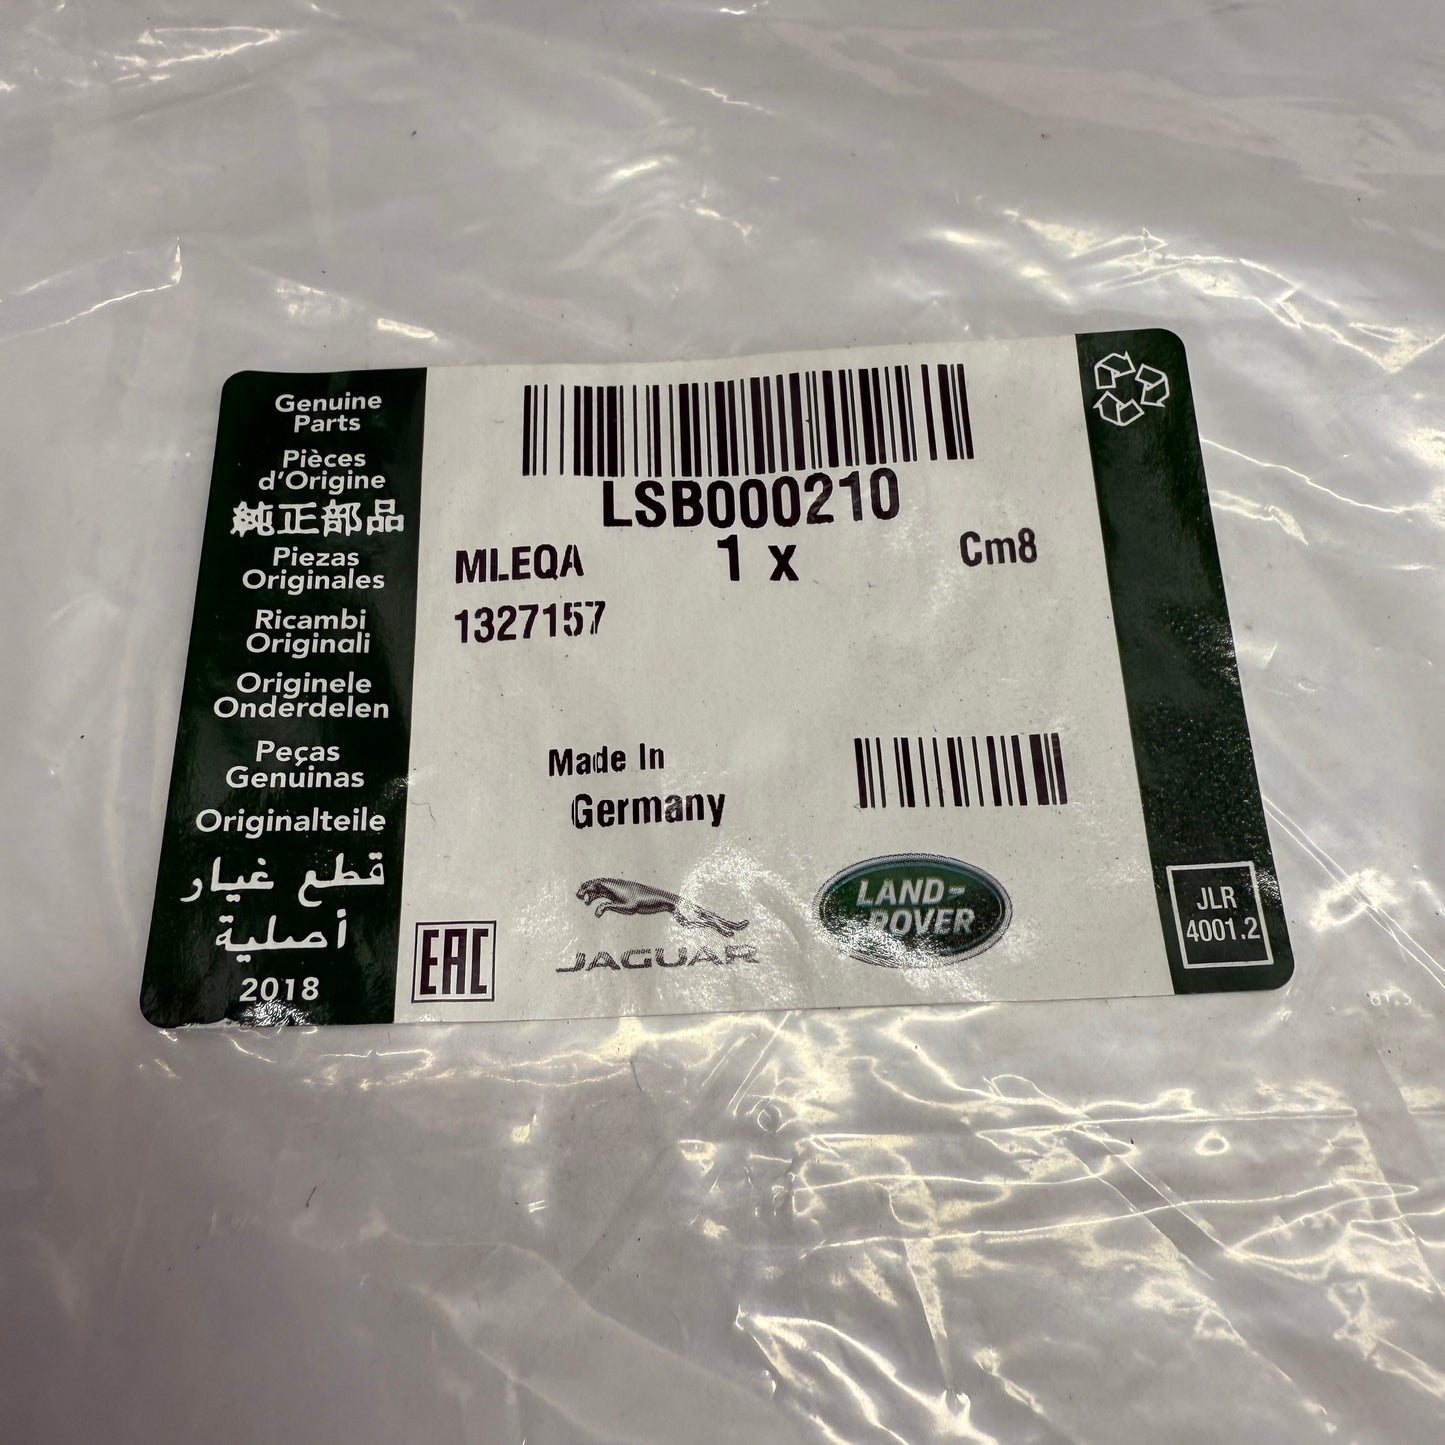 Genuine
Parts
Pièces
d'Origine
純正部品
Piezas
Originales
Ricambi
Originali
Originele
Onderdelen
Peças
Genuinas
Originalteile
قطع غيار
أصلية
2018
LSB000210
MLEQA 1 x Cm8
1327157
Made In
Germany
EAC
JAGUAR
LAND-
ROVER
JLR
4001.2